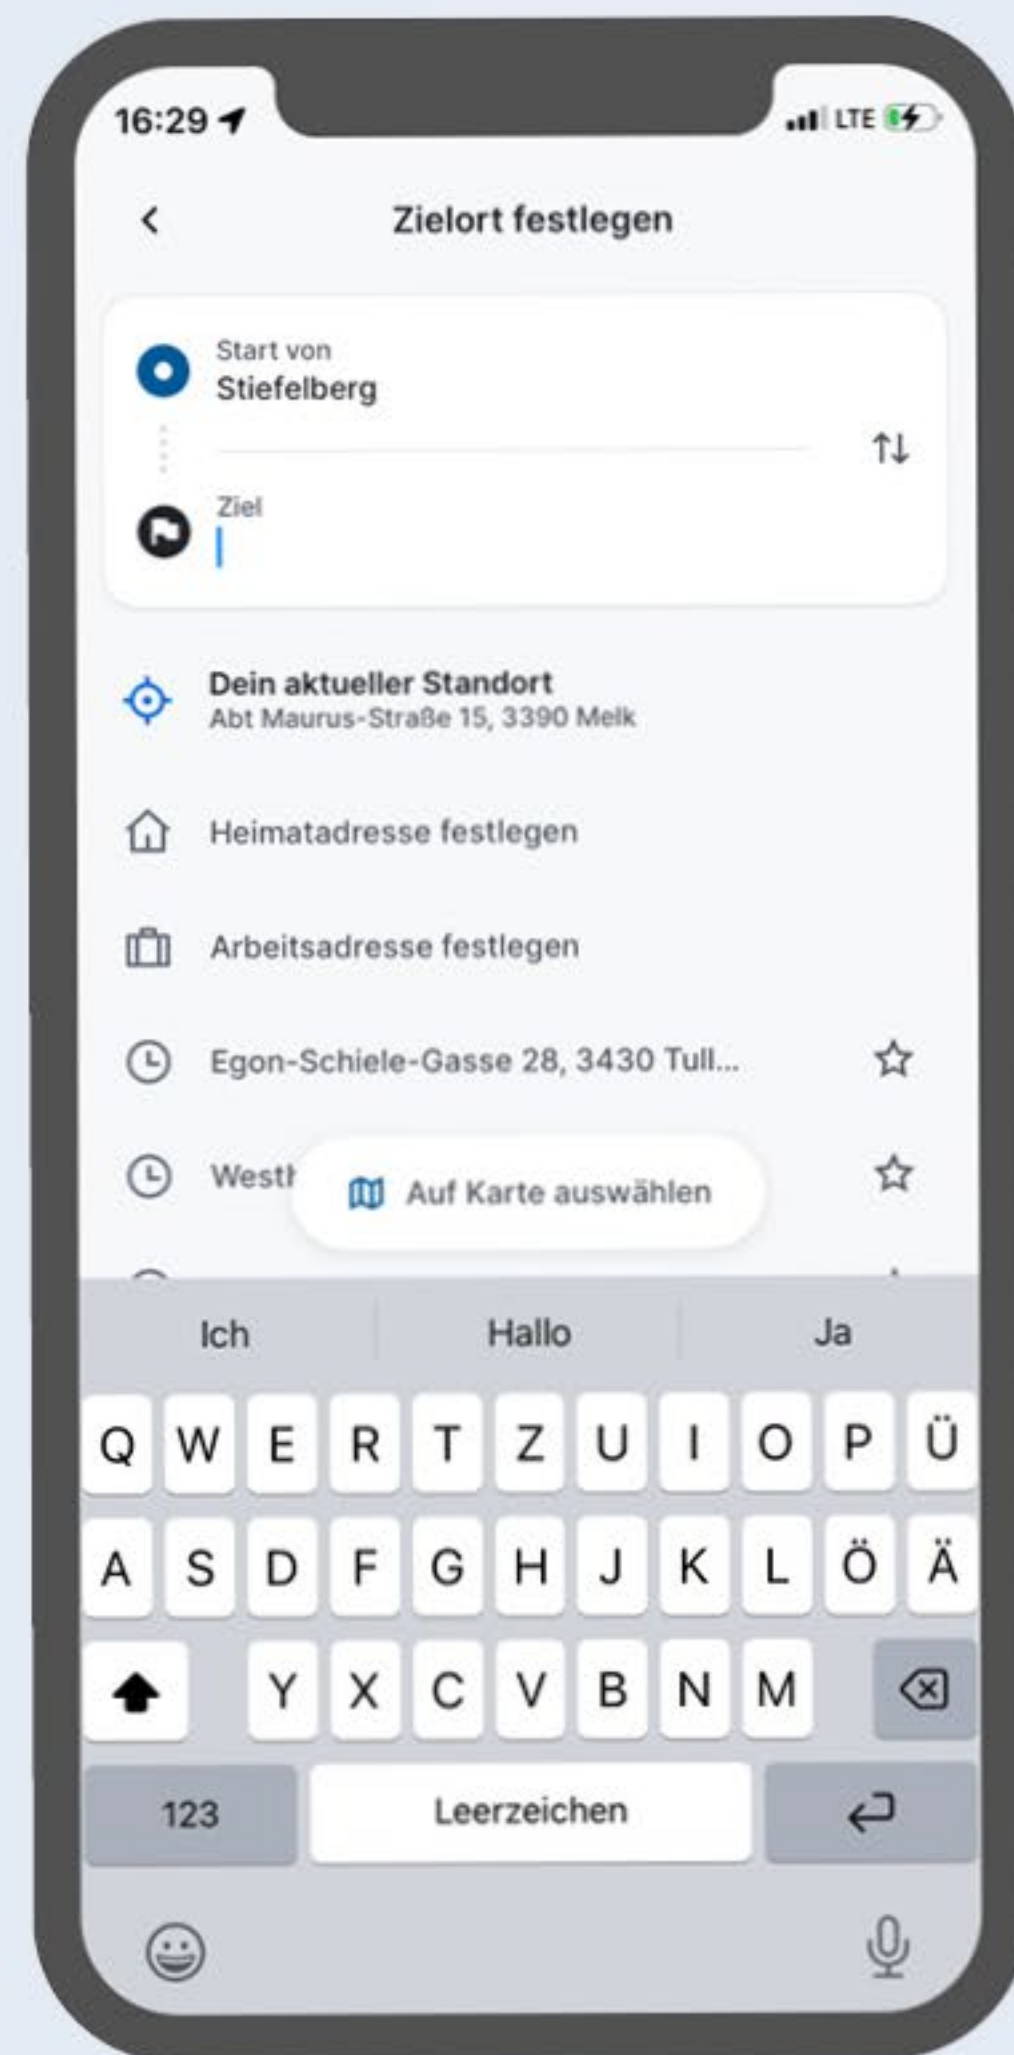 16:29
LTE
Zielort festlegen
Start von
Stiefelberg
Ziel
Dein aktueller Standort
Abt Maurus-Straße 15, 3390 Melk
Heimatadresse festlegen
Arbeitsadresse festlegen
Egon-Schiele-Gasse 28, 3430 Tull...
Auf Karte auswählen
Ich Hallo Ja
Q W E R T Z U I O P Ü
A S D F G H J K L Ö Ä
Y X C V B N M
123 Leerzeichen